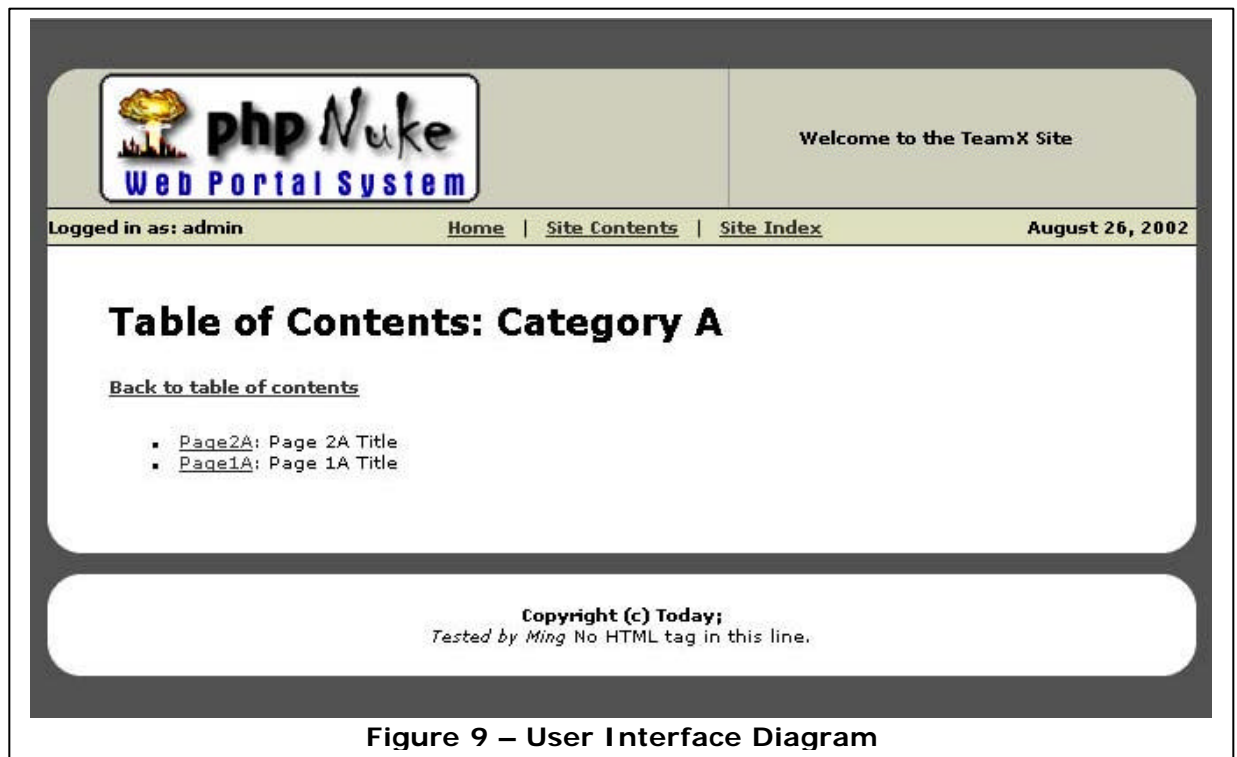 php Nuke
Web Portal System
Welcome to the TeamX Site
Logged in as: admin Home | Site Contents | Site Index August 26, 2002
Table of Contents: Category A
Back to table of contents
▪ Page2A: Page 2A Title
▪ Page1A: Page 1A Title
Copyright (c) Today;
Tested by Ming No HTML tag in this line.
Figure 9 – User Interface Diagram